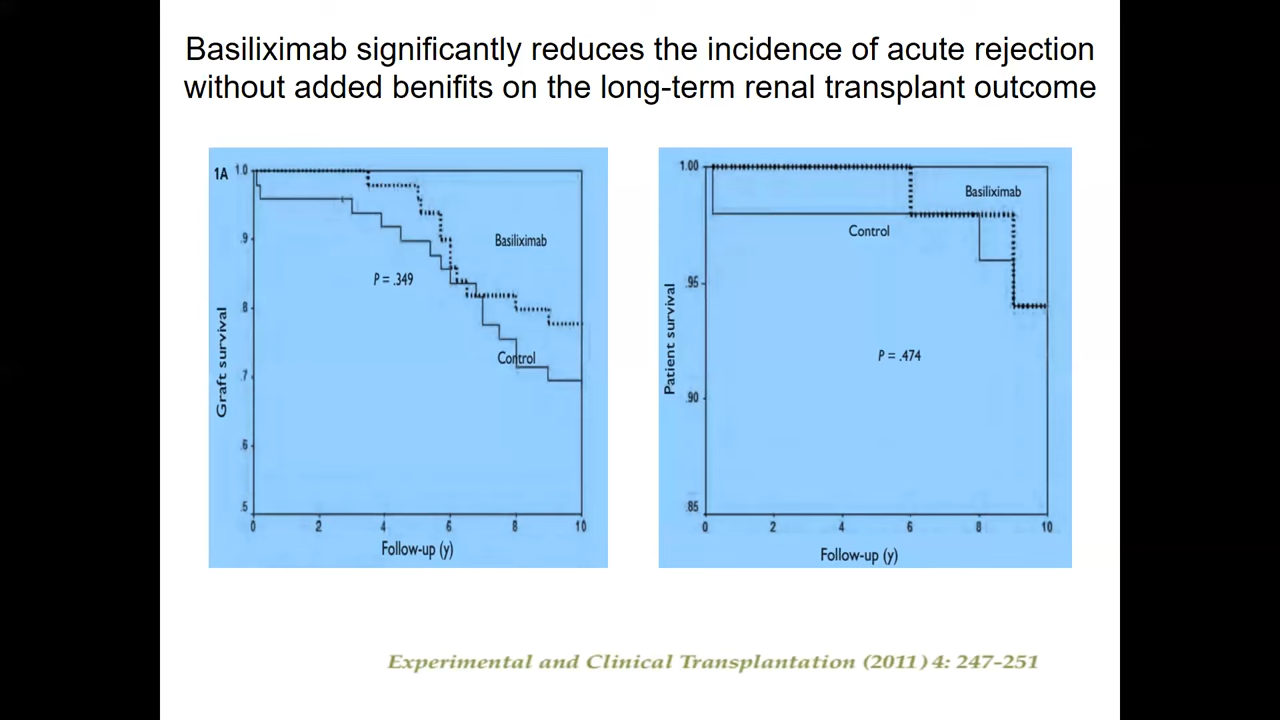 Basiliximab significantly reduces the incidence of acute rejection
without added benifits on the long-term renal transplant outcome
1A
1.0
.9
.8
.7
.6
.5
Graft survival
Basiliximab
P = .349
Control
0 2 4 6 8 10
Follow-up (y)
1.00
.95
.90
.85
Patient survival
Basiliximab
Control
P = .474
0 2 4 6 8 10
Follow-up (y)
Experimental and Clinical Transplantation (2011) 4: 247-251